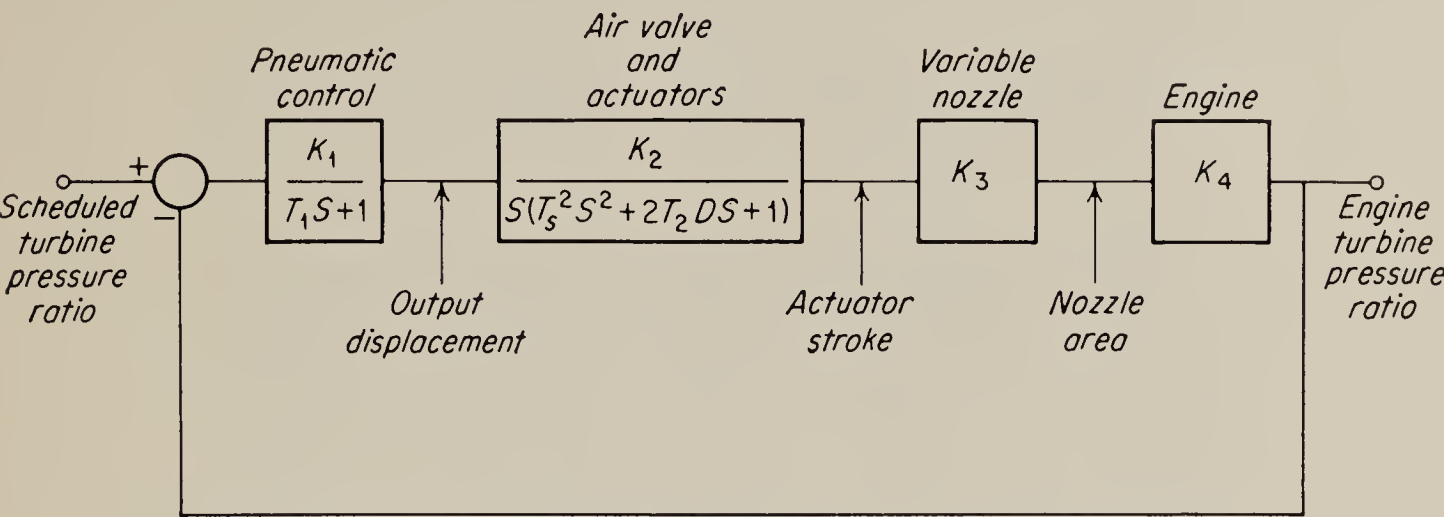 Pneumatic
control
Air valve
and
actuators
Variable
nozzle
Engine
+
−
K₁
T₁S+1
K₂
S(Tₛ²S²+2T₂DS+1)
K₃
K₄
Scheduled
turbine
pressure
ratio
Output
displacement
Actuator
stroke
Nozzle
area
Engine
turbine
pressure
ratio